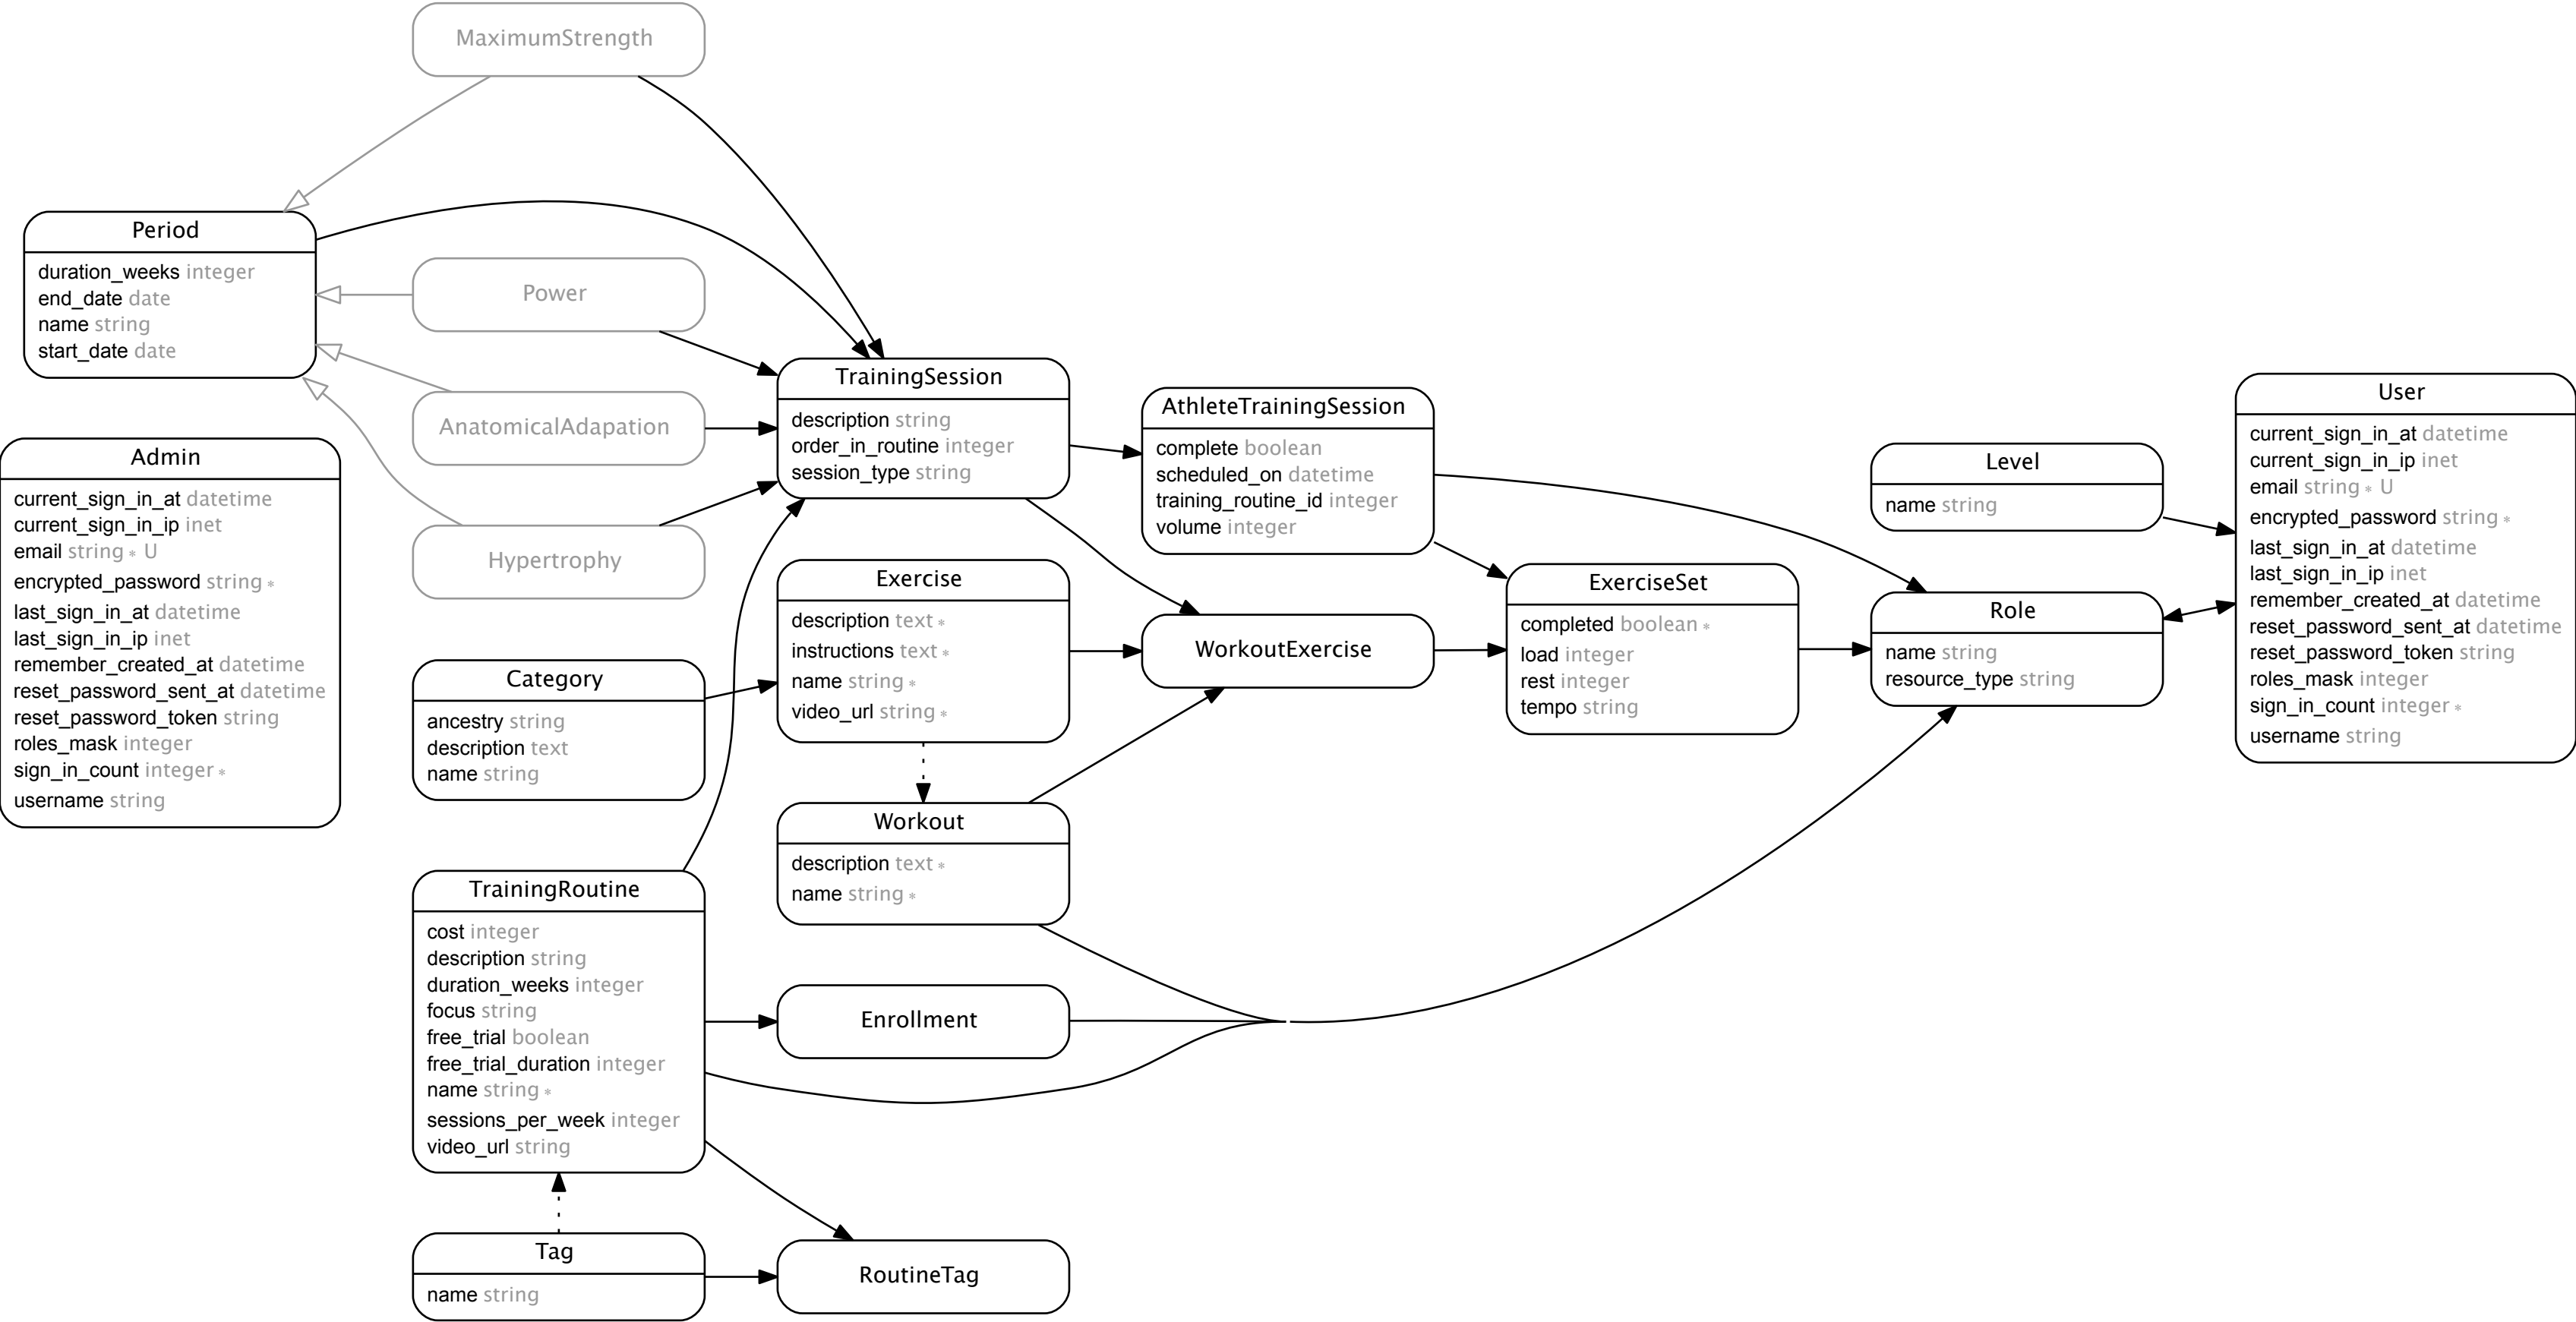 MaximumStrength
Period
duration_weeks integer
end_date date
name string
start_date date
Power
AnatomicalAdapation
Hypertrophy
Admin
current_sign_in_at datetime
current_sign_in_ip inet
email string * U
encrypted_password string *
last_sign_in_at datetime
last_sign_in_ip inet
remember_created_at datetime
reset_password_sent_at datetime
reset_password_token string
roles_mask integer
sign_in_count integer *
username string
Category
ancestry string
description text
name string
TrainingRoutine
cost integer
description string
duration_weeks integer
focus string
free_trial boolean
free_trial_duration integer
name string *
sessions_per_week integer
video_url string
Tag
name string
TrainingSession
description string
order_in_routine integer
session_type string
Exercise
description text *
instructions text *
name string *
video_url string *
Workout
description text *
name string *
Enrollment
RoutineTag
AthleteTrainingSession
complete boolean
scheduled_on datetime
training_routine_id integer
volume integer
WorkoutExercise
ExerciseSet
completed boolean *
load integer
rest integer
tempo string
Level
name string
Role
name string
resource_type string
User
current_sign_in_at datetime
current_sign_in_ip inet
email string * U
encrypted_password string *
last_sign_in_at datetime
last_sign_in_ip inet
remember_created_at datetime
reset_password_sent_at datetime
reset_password_token string
roles_mask integer
sign_in_count integer *
username string